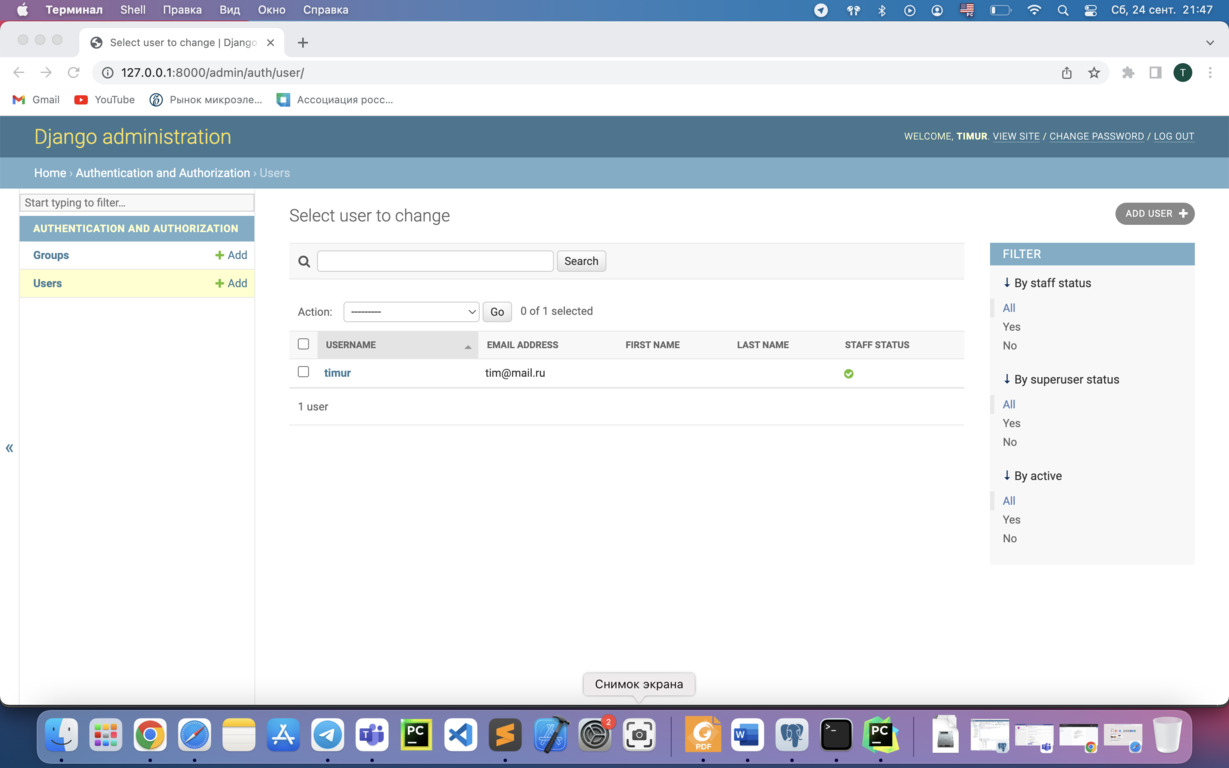 Терминал Shell Правка Вид Окно Справка Сб, 24 сент. 21:47
Select user to change | Django
127.0.0.1:8000/admin/auth/user/ T
Gmail YouTube Рынок микроэле... Ассоциация росс...
Django administration WELCOME, TIMUR. VIEW SITE / CHANGE PASSWORD / LOG OUT
Home › Authentication and Authorization › Users
Start typing to filter...
AUTHENTICATION AND AUTHORIZATION
Groups + Add
Users + Add
«
Select user to change ADD USER +
Search
Action: --------- Go 0 of 1 selected
USERNAME EMAIL ADDRESS FIRST NAME LAST NAME STAFF STATUS
timur tim@mail.ru
1 user
FILTER
↓ By staff status
All
Yes
No
↓ By superuser status
All
Yes
No
↓ By active
All
Yes
No
Снимок экрана
PC 2 PDF W >_ PC